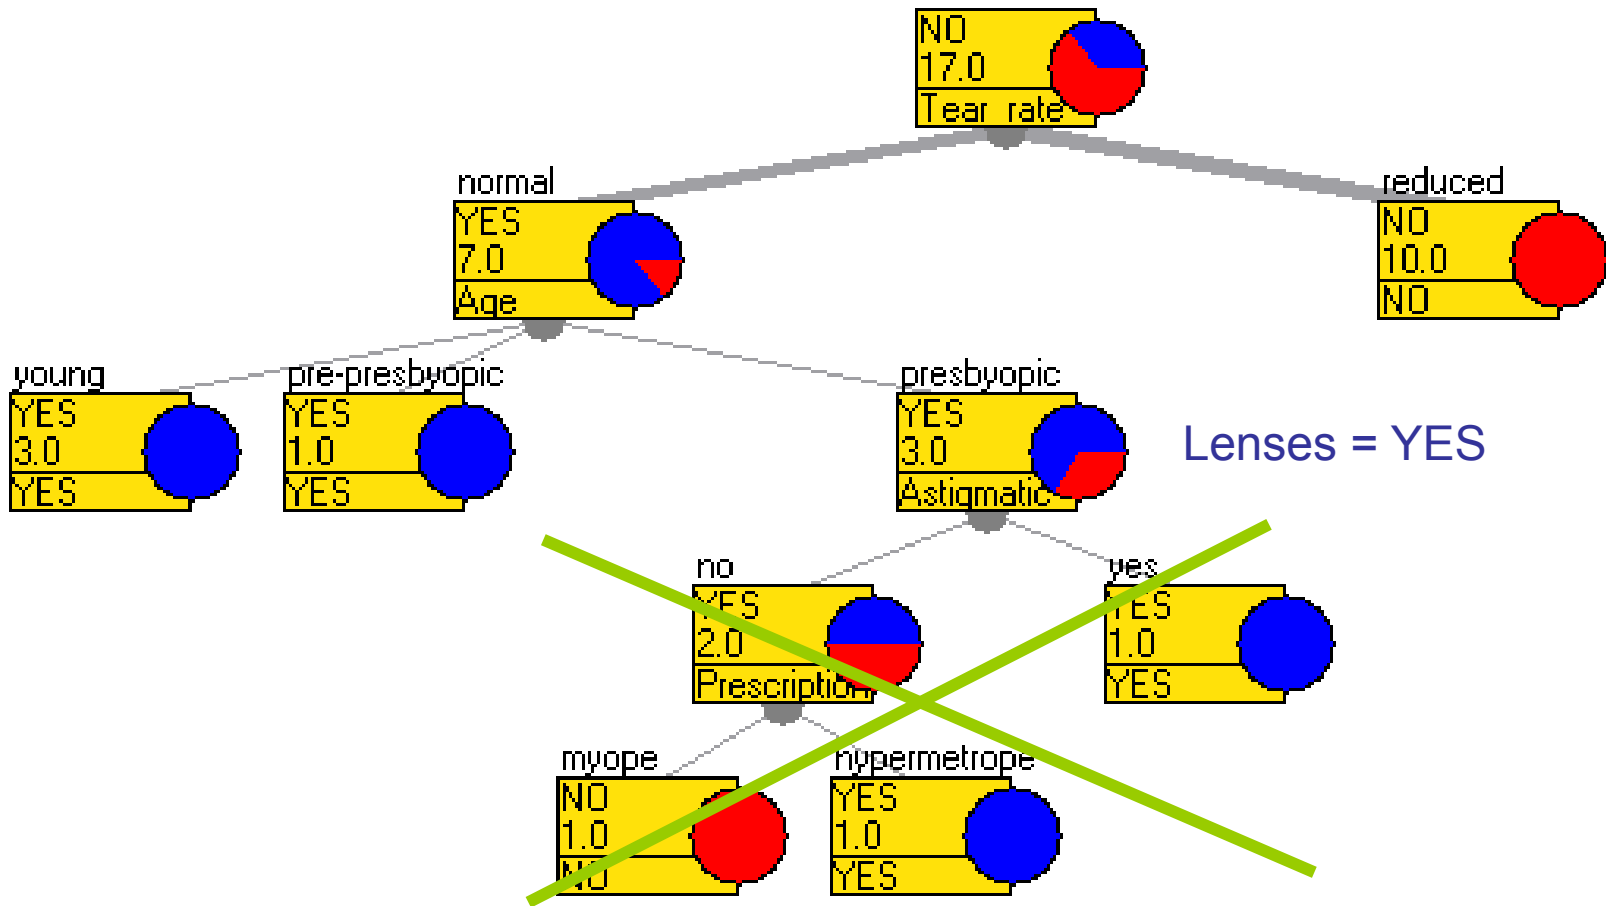 NO
17.0
Tear rate
normal
YES
7.0
Age
reduced
NO
10.0
NO
young
YES
3.0
YES
pre-presbyopic
YES
1.0
YES
presbyopic
YES
3.0
Astigmatic
Lenses = YES
no
YES
2.0
Prescription
yes
YES
1.0
YES
myope
NO
1.0
NO
hypermetrope
YES
1.0
YES